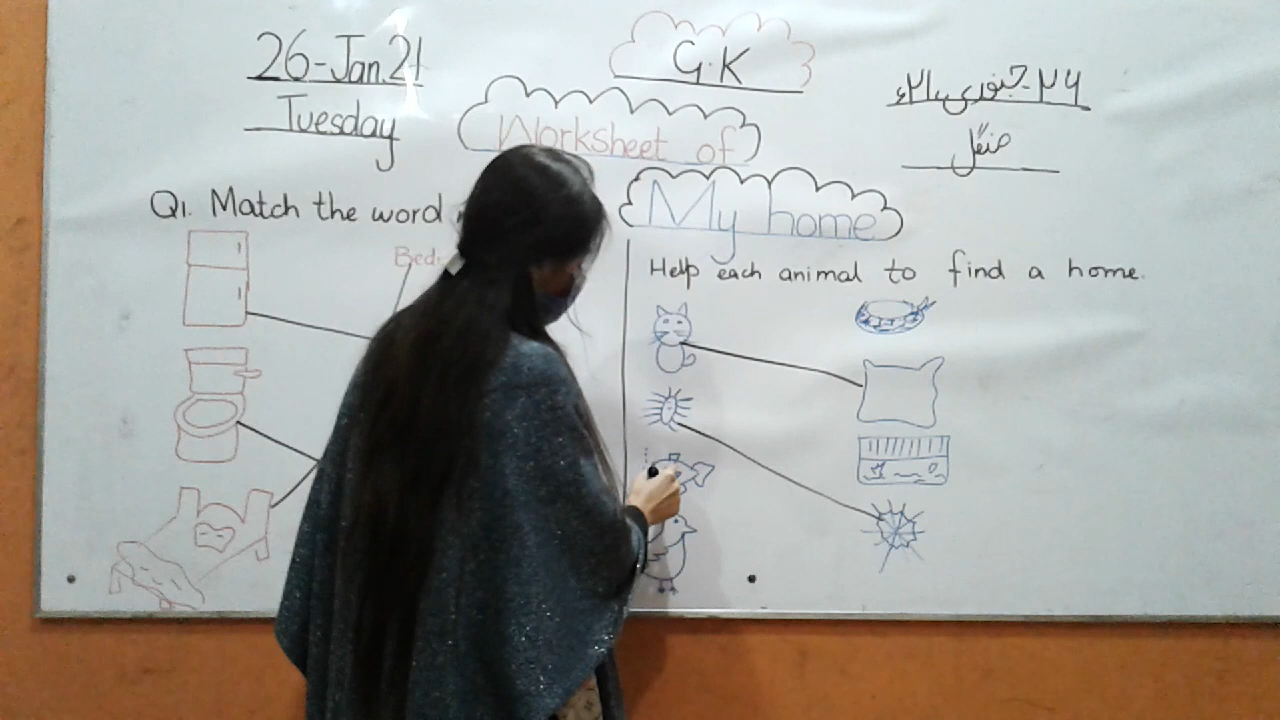 26-Jan.21
Tuesday
G.K
۲۶-جنوری ۲۱ء
منگل
Worksheet of
My home
Q1. Match the word
Help each animal to find a home.